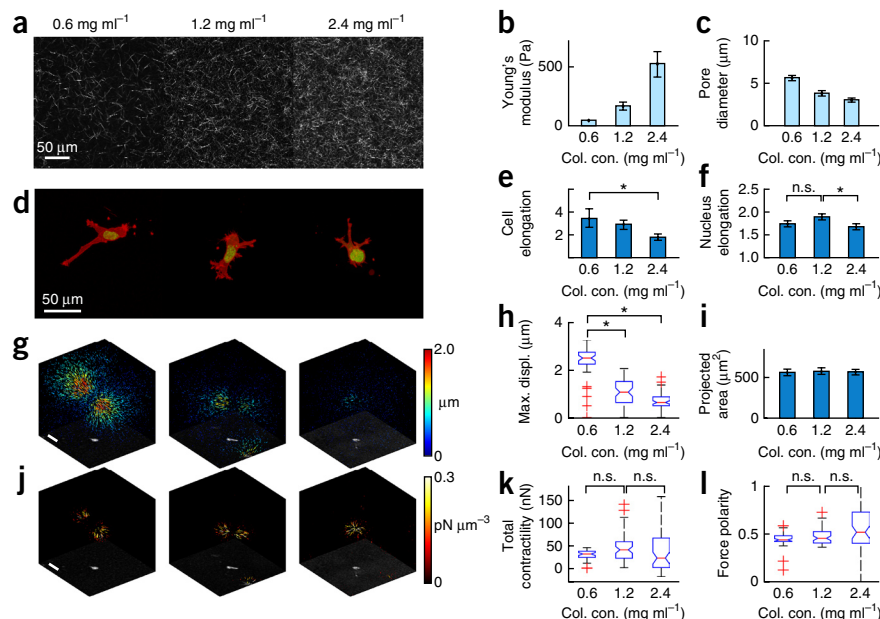 a
0.6 mg ml⁻¹
1.2 mg ml⁻¹
2.4 mg ml⁻¹
50 μm
b
Young's
modulus (Pa)
500
0
0.6
1.2
2.4
Col. con. (mg ml⁻¹)
c
Pore
diameter (μm)
10
5
0
0.6
1.2
2.4
Col. con. (mg ml⁻¹)
d
50 μm
e
Cell
elongation
4
2
0
*
0.6
1.2
2.4
Col. con. (mg ml⁻¹)
f
Nucleus
elongation
2.5
2.0
1.5
1.0
n.s.
*
0.6
1.2
2.4
Col. con. (mg ml⁻¹)
g
2.0
μm
0
h
Max. displ. (μm)
4
2
0
*
*
0.6
1.2
2.4
Col. con. (mg ml⁻¹)
i
Projected
area (μm²)
500
0
0.6
1.2
2.4
Col. con. (mg ml⁻¹)
j
0.3
pN μm⁻³
0
k
Total
contractility (nN)
150
100
50
0
n.s.
n.s.
0.6
1.2
2.4
Col. con. (mg ml⁻¹)
l
Force polarity
1.0
0.5
0
n.s.
n.s.
0.6
1.2
2.4
Col. con. (mg ml⁻¹)